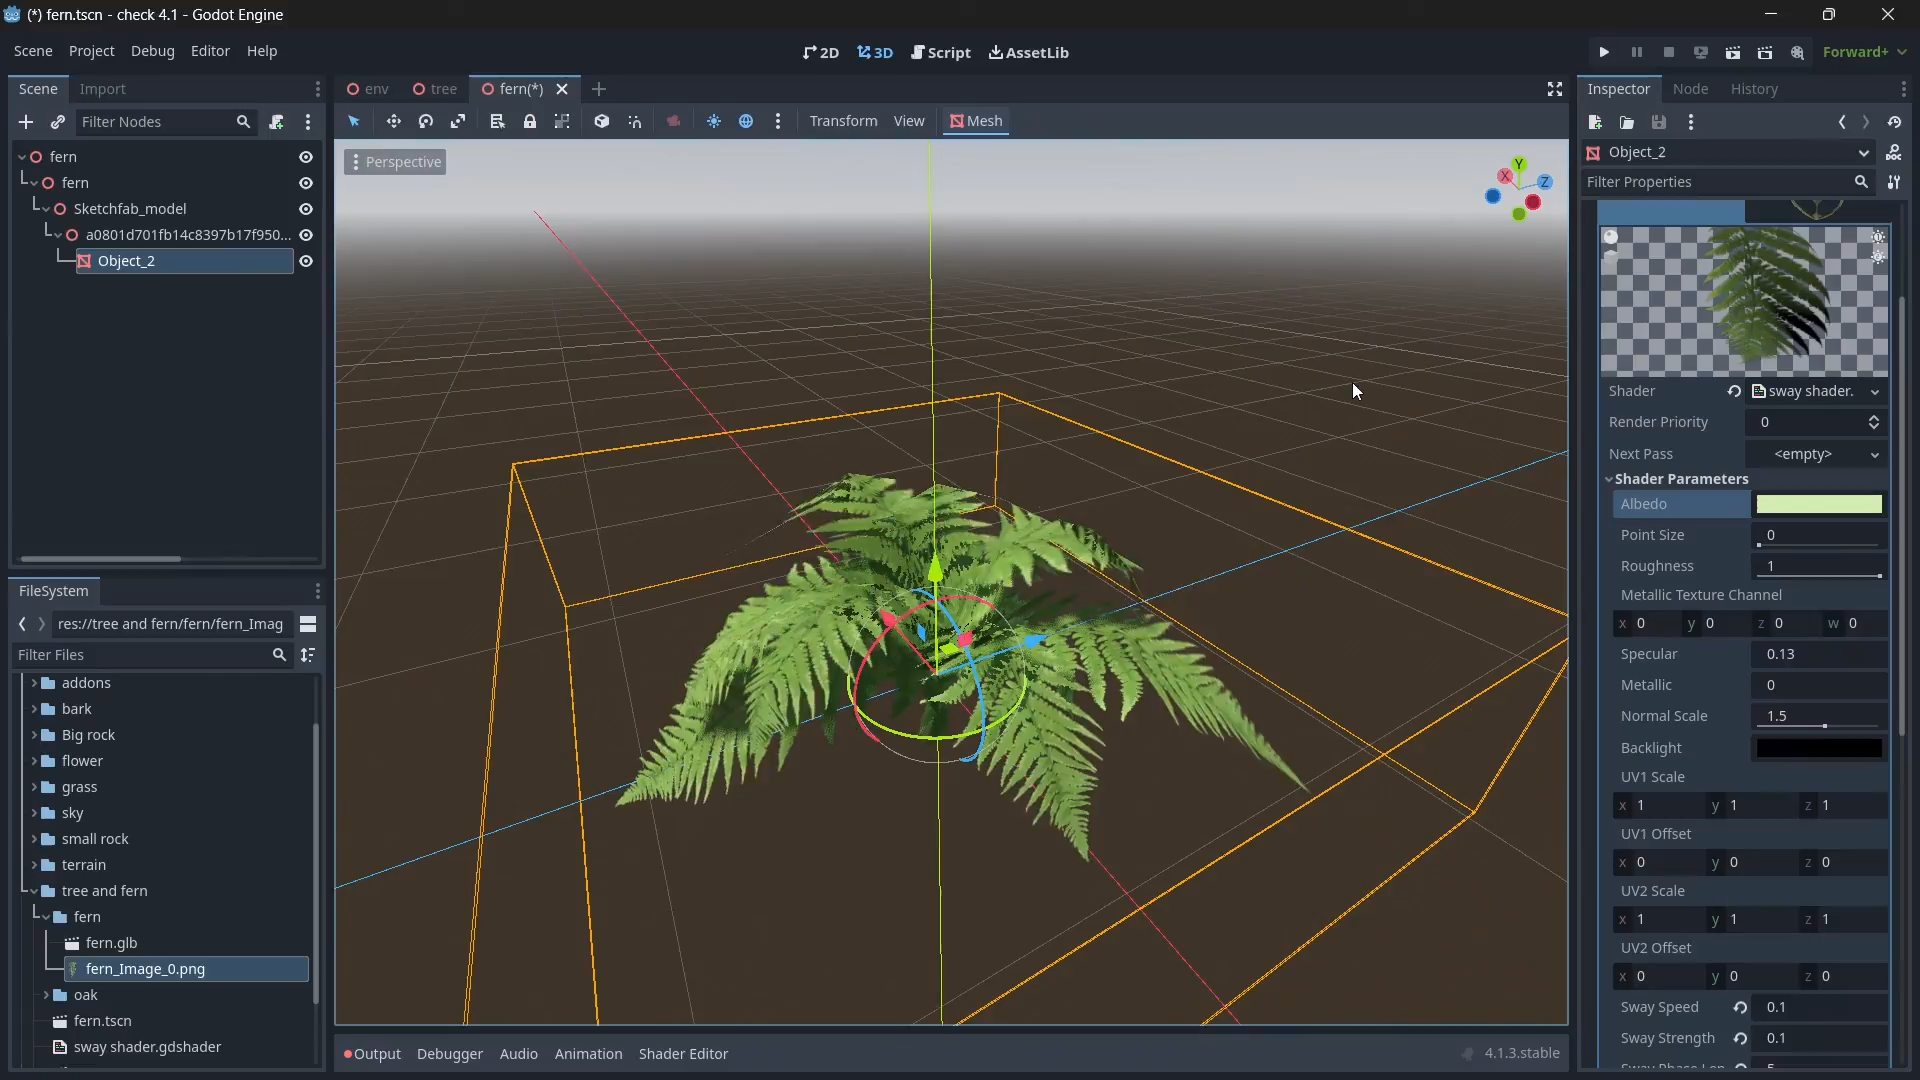 (*) fern.tscn - check 4.1 - Godot Engine
Scene Project Debug Editor Help
2D 3D Script AssetLib
Forward+
Scene Import
Filter Nodes
fern
fern
Sketchfab_model
a0801d701fb14c8397b17f950...
Object_2
FileSystem
res://tree and fern/fern/fern_Imag
Filter Files
addons
bark
Big rock
flower
grass
sky
small rock
terrain
tree and fern
fern
fern.glb
fern_Image_0.png
oak
fern.tscn
sway shader.gdshader
env tree fern(*)
Transform View Mesh
Perspective
Y
X
Z
Output Debugger Audio Animation Shader Editor
4.1.3.stable
Inspector Node History
Object_2
Filter Properties
Shader sway shader.
Render Priority 0
Next Pass <empty>
Shader Parameters
Albedo
Point Size 0
Roughness 1
Metallic Texture Channel
x 0 y 0 z 0 w 0
Specular 0.13
Metallic 0
Normal Scale 1.5
Backlight
UV1 Scale
x 1 y 1 z 1
UV1 Offset
x 0 y 0 z 0
UV2 Scale
x 1 y 1 z 1
UV2 Offset
x 0 y 0 z 0
Sway Speed 0.1
Sway Strength 0.1